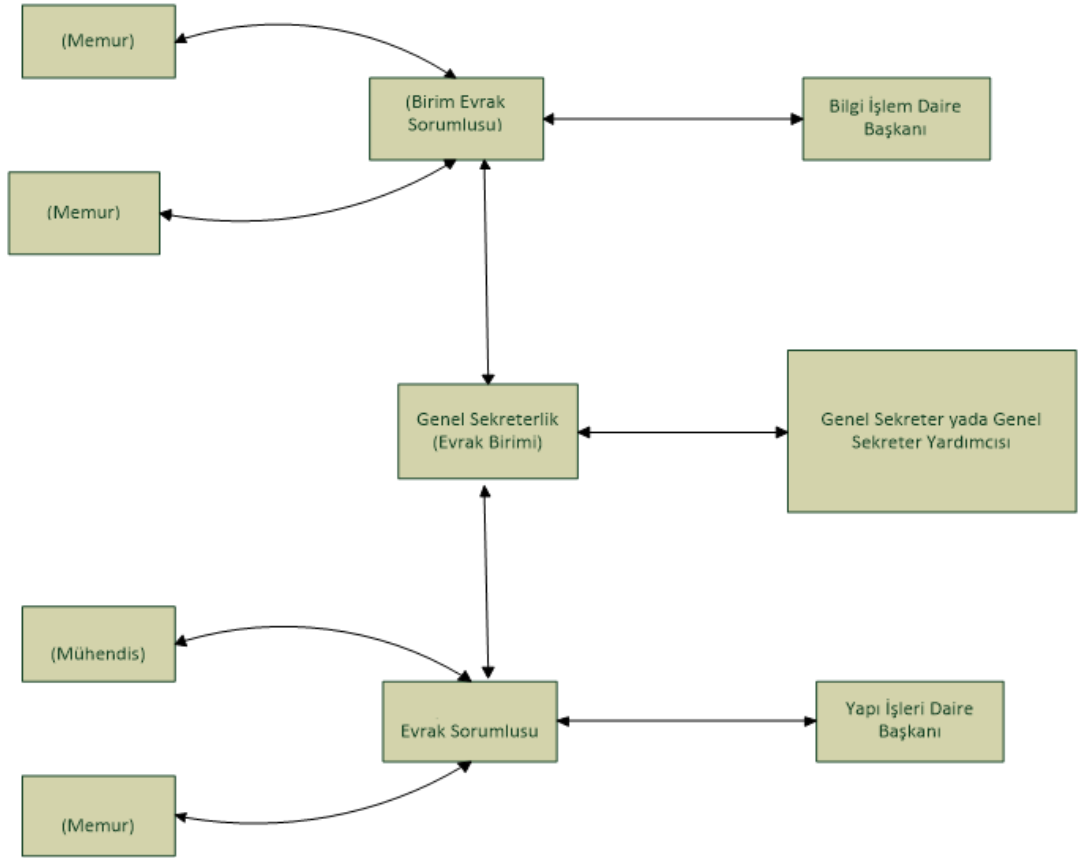 (Memur)
(Birim Evrak
Sorumlusu)
Bilgi İşlem Daire
Başkanı
(Memur)
Genel Sekreterlik
(Evrak Birimi)
Genel Sekreter yada Genel
Sekreter Yardımcısı
(Mühendis)
Evrak Sorumlusu
Yapı İşleri Daire
Başkanı
(Memur)